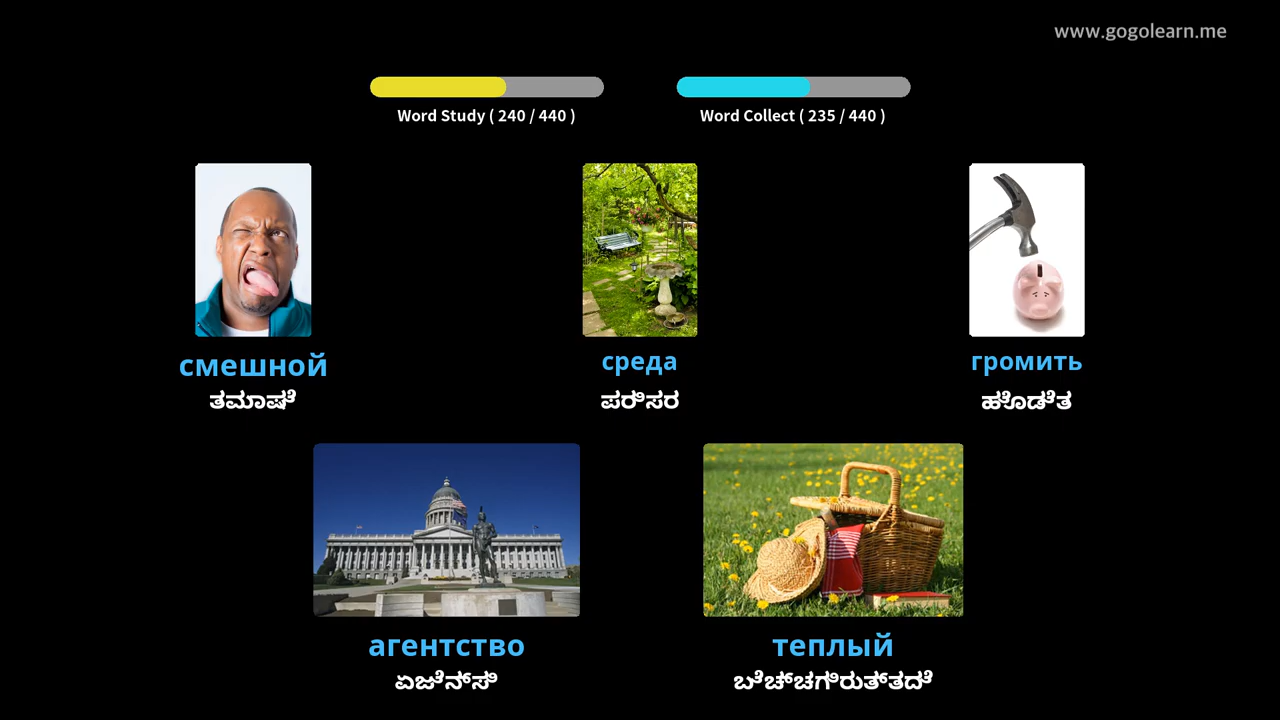 www.gogolearn.me
Word Study ( 240 / 440 )
Word Collect ( 235 / 440 )
смешной
ತಮಾಷೆ
среда
ಪರಿಸರ
громить
ಹೊಡೆತ
агентство
ಏಜೆನ್ಸಿ
теплый
ಬೆಚ್ಚಗಿರುತ್ತದೆ